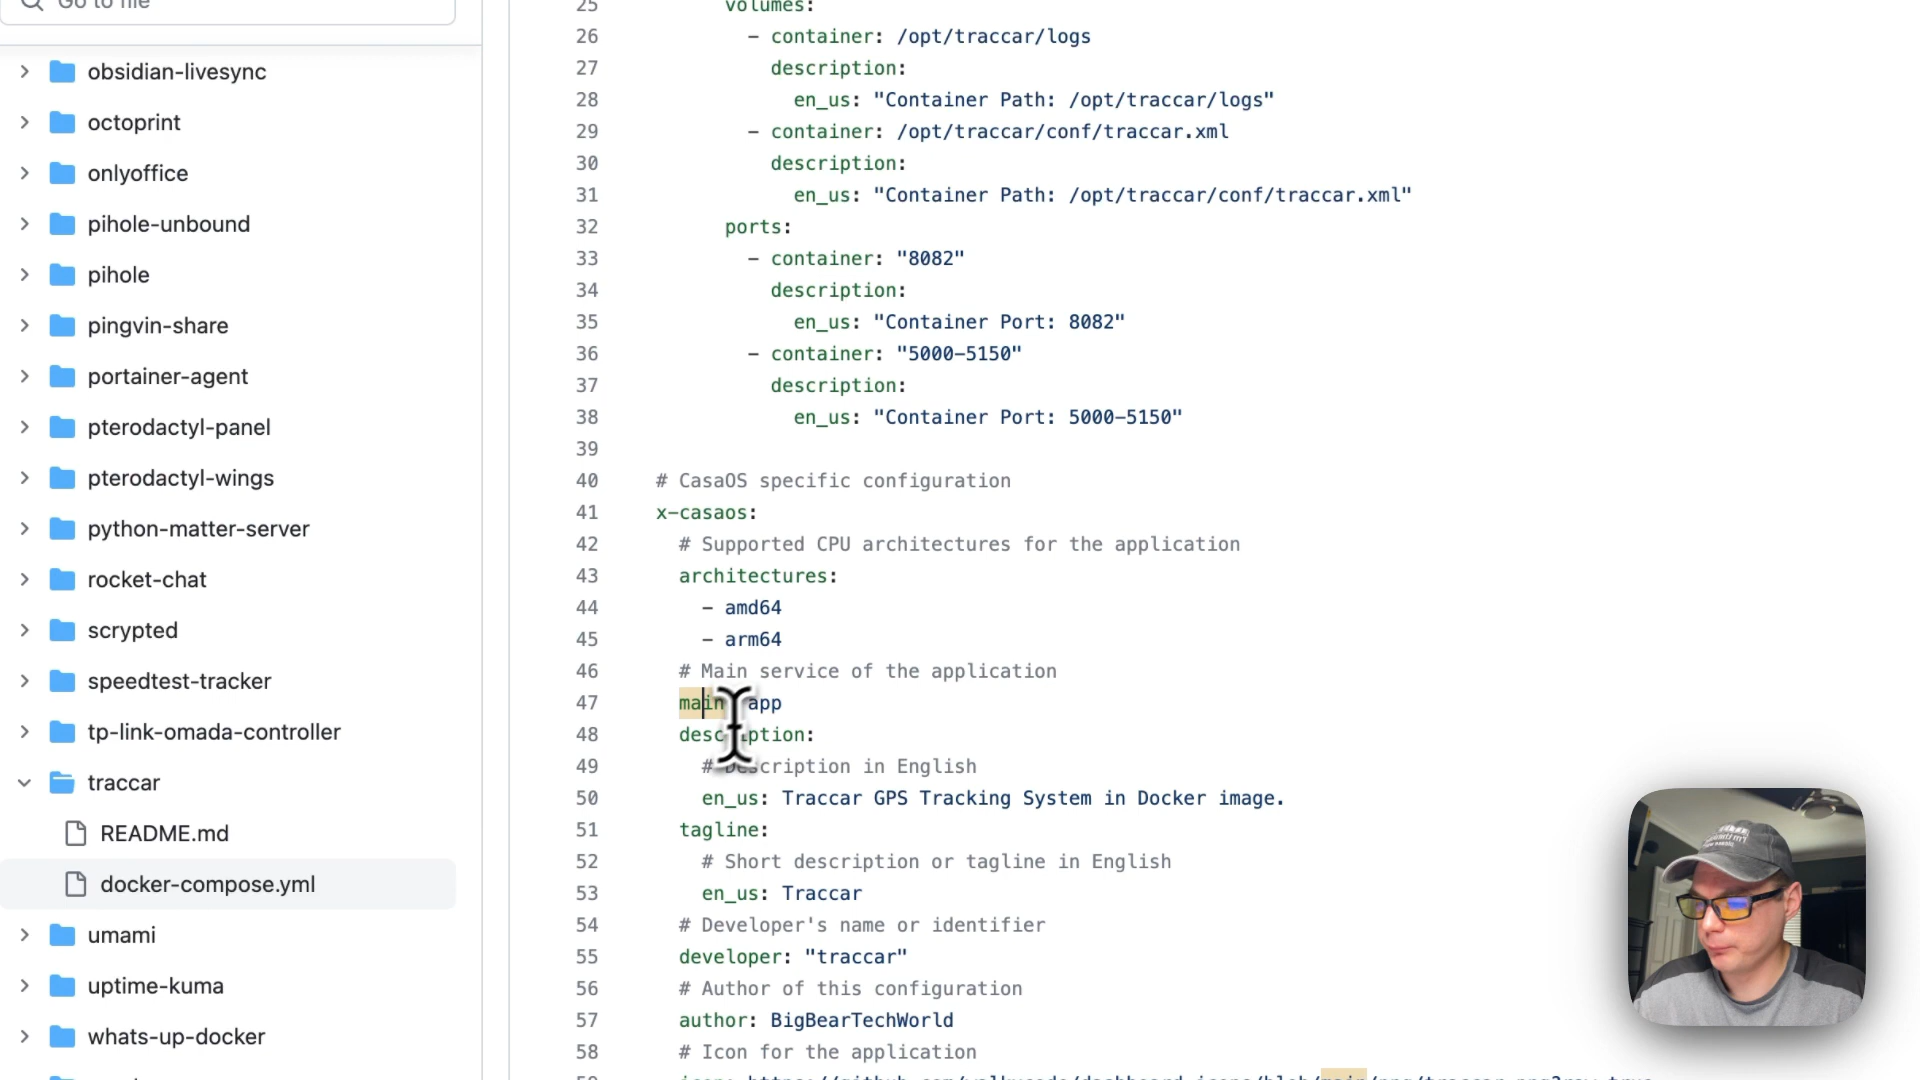 Go to file
obsidian-livesync
octoprint
onlyoffice
pihole-unbound
pihole
pingvin-share
portainer-agent
pterodactyl-panel
pterodactyl-wings
python-matter-server
rocket-chat
scrypted
speedtest-tracker
tp-link-omada-controller
traccar
README.md
docker-compose.yml
umami
uptime-kuma
whats-up-docker
25 volumes:
26 - container: /opt/traccar/logs
27 description:
28 en_us: "Container Path: /opt/traccar/logs"
29 - container: /opt/traccar/conf/traccar.xml
30 description:
31 en_us: "Container Path: /opt/traccar/conf/traccar.xml"
32 ports:
33 - container: "8082"
34 description:
35 en_us: "Container Port: 8082"
36 - container: "5000-5150"
37 description:
38 en_us: "Container Port: 5000-5150"
39
40 # CasaOS specific configuration
41 x-casaos:
42 # Supported CPU architectures for the application
43 architectures:
44 - amd64
45 - arm64
46 # Main service of the application
47 main: app
48 description:
49 # Description in English
50 en_us: Traccar GPS Tracking System in Docker image.
51 tagline:
52 # Short description or tagline in English
53 en_us: Traccar
54 # Developer's name or identifier
55 developer: "traccar"
56 # Author of this configuration
57 author: BigBearTechWorld
58 # Icon for the application